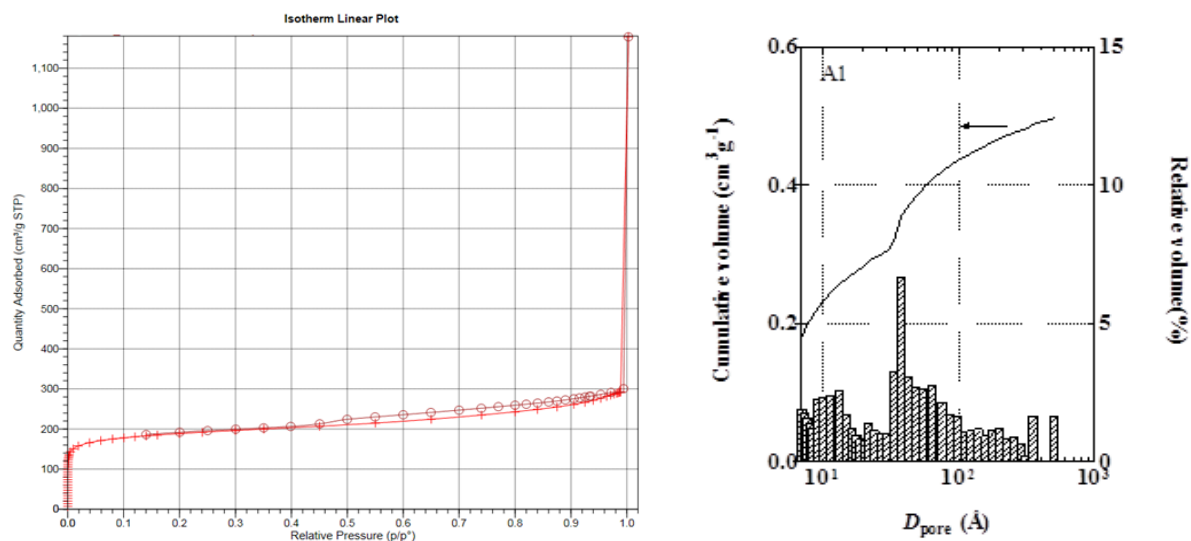 Isotherm Linear Plot
Quantity Adsorbed (cm³/g STP)
1,100
1,000
900
800
700
600
500
400
300
200
100
0
0.0 0.1 0.2 0.3 0.4 0.5 0.6 0.7 0.8 0.9 1.0
Relative Pressure (p/p°)
A1
Cumulative volume (cm³g⁻¹)
0.6
0.4
0.2
0.0
15
10
5
0
Relative volume(%)
10¹ 10² 10³
D_pore (Å)